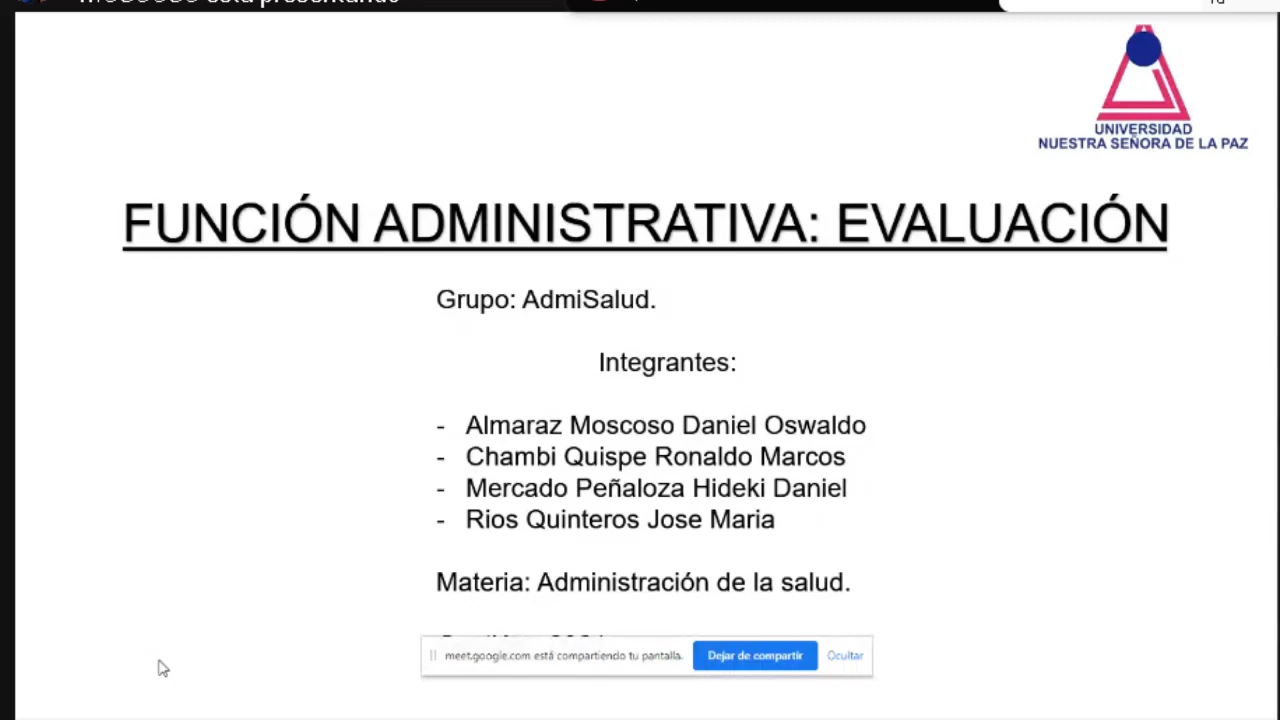 está presentando
UNIVERSIDAD
NUESTRA SEÑORA DE LA PAZ
FUNCIÓN ADMINISTRATIVA: EVALUACIÓN
Grupo: AdmiSalud.
Integrantes:
- Almaraz Moscoso Daniel Oswaldo
- Chambi Quispe Ronaldo Marcos
- Mercado Peñaloza Hideki Daniel
- Rios Quinteros Jose Maria
Materia: Administración de la salud.
meet.google.com está compartiendo tu pantalla. Dejar de compartir Ocultar